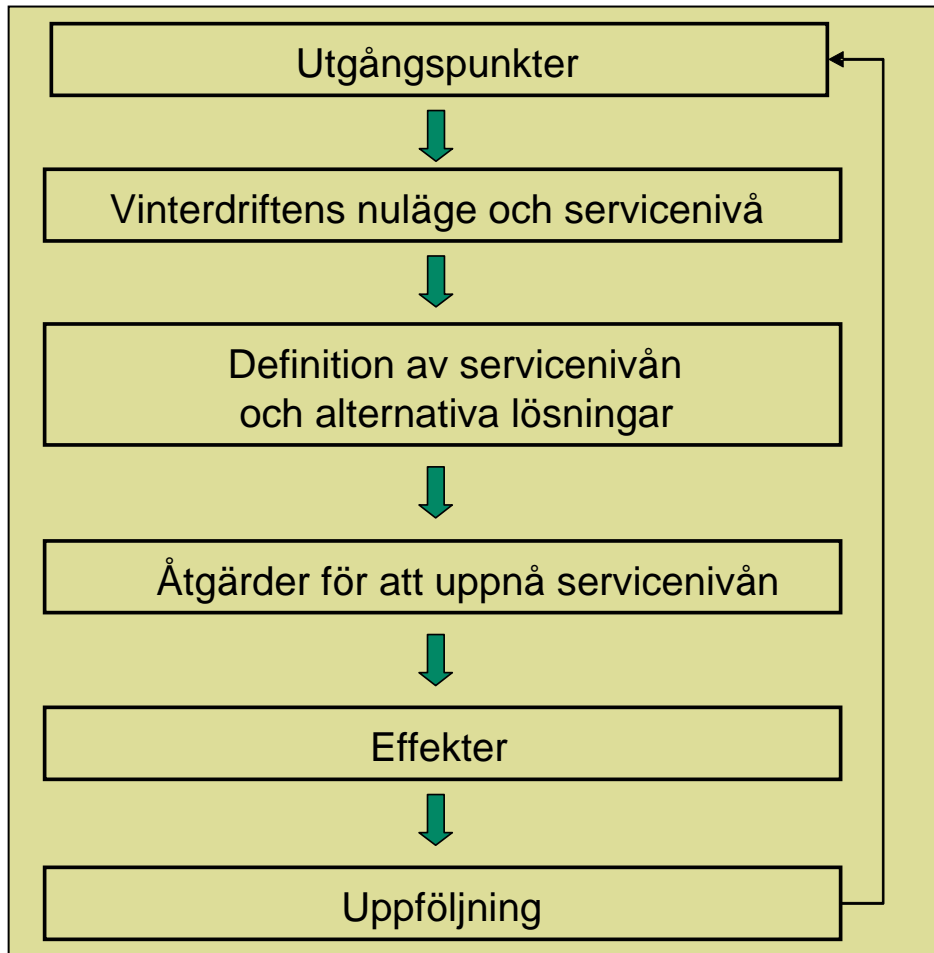 Utgångspunkter
Vinterdriftens nuläge och servicenivå
Definition av servicenivån
och alternativa lösningar
Åtgärder för att uppnå servicenivån
Effekter
Uppföljning